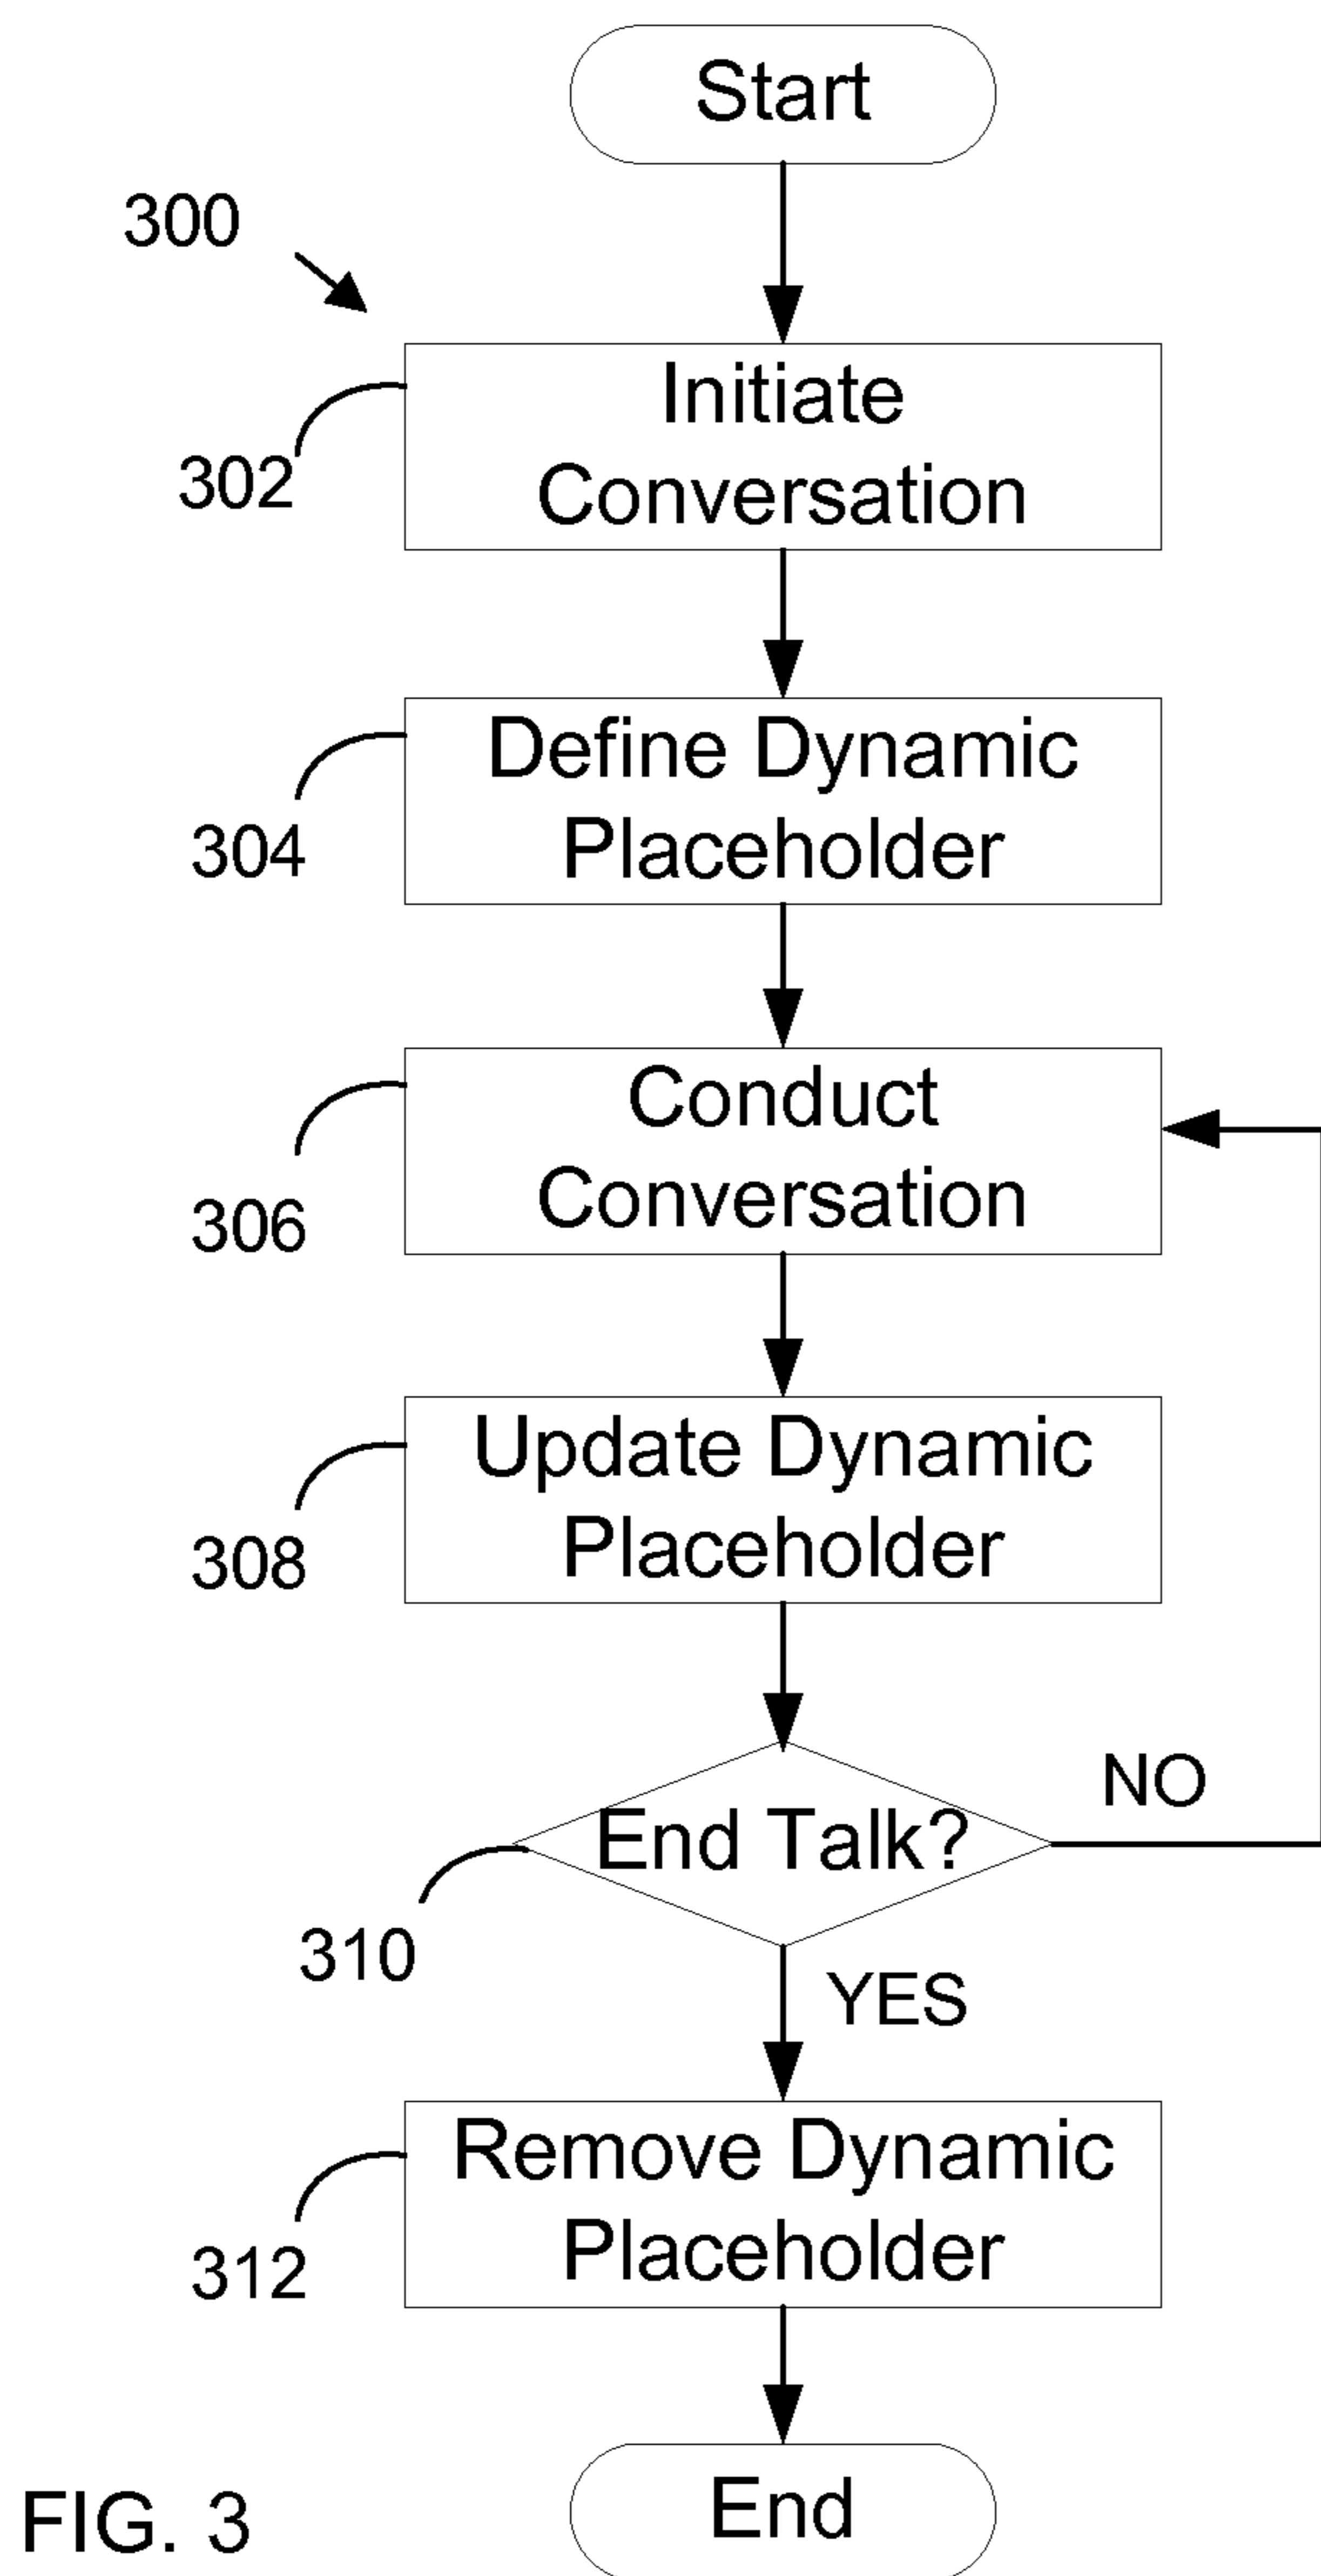 Start
300
Initiate
Conversation
302
Define Dynamic
Placeholder
304
Conduct
Conversation
306
Update Dynamic
Placeholder
308
End Talk?
NO
310
YES
Remove Dynamic
Placeholder
312
End
FIG. 3